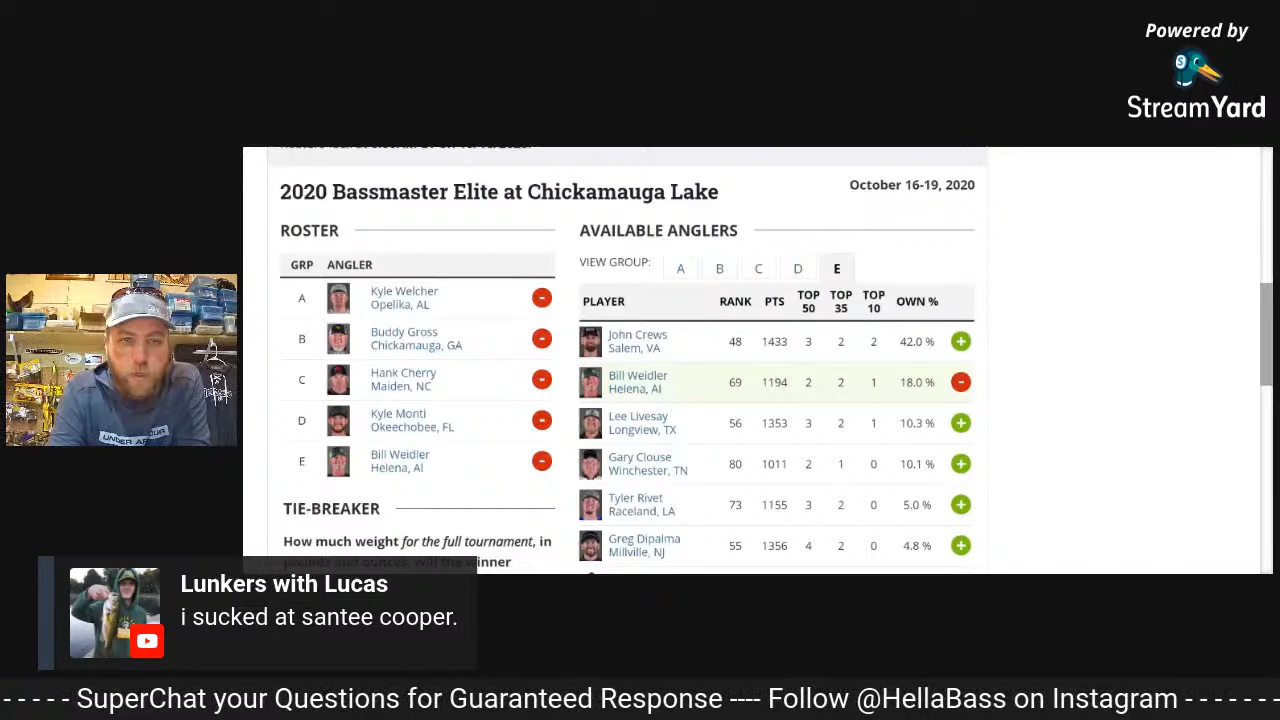 Powered by
StreamYard
2020 Bassmaster Elite at Chickamauga Lake
October 16-19, 2020
ROSTER
GRP ANGLER
A Kyle Welcher
Opelika, AL
B Buddy Gross
Chickamauga, GA
C Hank Cherry
Maiden, NC
D Kyle Monti
Okeechobee, FL
E Bill Weidler
Helena, Al
TIE-BREAKER
How much weight for the full tournament, in
pounds and ounces, will the winner
AVAILABLE ANGLERS
VIEW GROUP: A B C D E
PLAYER RANK PTS TOP 50 TOP 35 TOP 10 OWN %
John Crews
Salem, VA 48 1433 3 2 2 42.0 %
Bill Weidler
Helena, Al 69 1194 2 2 1 18.0 %
Lee Livesay
Longview, TX 56 1353 3 2 1 10.3 %
Gary Clouse
Winchester, TN 80 1011 2 1 0 10.1 %
Tyler Rivet
Raceland, LA 73 1155 3 2 0 5.0 %
Greg Dipalma
Millville, NJ 55 1356 4 2 0 4.8 %
UNDER ARMOUR
Lunkers with Lucas
i sucked at santee cooper.
- - - - - SuperChat your Questions for Guaranteed Response ---- Follow @HellaBass on Instagram - - - - - - -